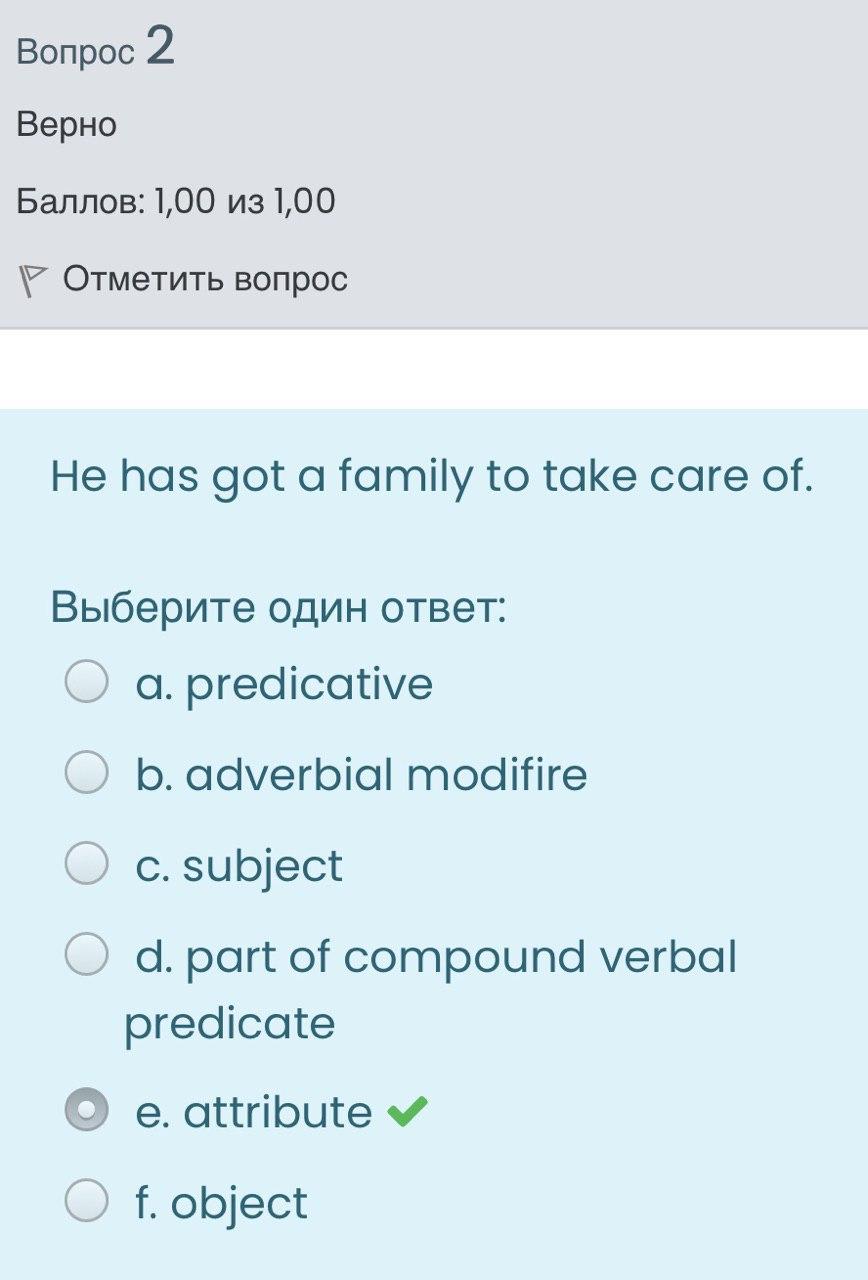 Вопрос 2
Верно
Баллов: 1,00 из 1,00
Отметить вопрос
He has got a family to take care of.
Выберите один ответ:
a. predicative
b. adverbial modifire
c. subject
d. part of compound verbal
predicate
e. attribute
f. object